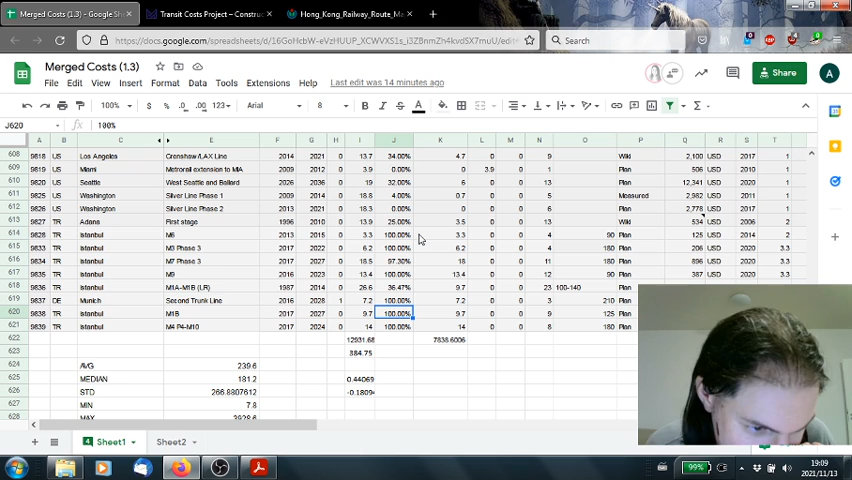 Merged Costs (1.3) - Google She
Transit Costs Project – Construc
Hong_Kong_Railway_Route_Ma
https://docs.google.com/spreadsheets/d/
Search
Merged Costs (1.3)
File Edit View Insert Format Data Tools Extensions Help Last edit was 14 minutes ago
Share
A
100% $ % .0 .00 123 Arial 8 B I S A
J620 fx 100%
A C E F G H I J K L M N O P Q R S T
608 9818 US Los Angeles Crenshaw/LAX Line 2014 2021 0 13.7 34.00% 4.7 0 0 9 Wiki 2,100 USD 2017 1
609 9819 US Miami Metrorail extension to MIA 2009 2012 0 3.9 0.00% 0 3.9 0 1 Plan 506 USD 2010 1
610 9820 US Seattle West Seattle and Ballard 2026 2036 0 19 32.00% 6 0 0 13 Plan 12,341 USD 2020 1
611 9825 US Washington Silver Line Phase 1 2009 2014 0 18.8 4.00% 0.7 0 0 5 Measured 2,982 USD 2011 1
612 9826 US Washington Silver Line Phase 2 2013 2021 0 18.3 0.00% 0 0 0 6 Plan 2,778 USD 2017 1
613 9827 TR Adana First stage 1996 2010 0 13.9 25.00% 3.5 0 0 13 Wiki 534 USD 2006 2
614 9828 TR Istanbul M6 2013 2015 0 3.3 100.00% 3.3 0 0 4 90 Plan 125 USD 2014 2
615 9833 TR Istanbul M3 Phase 3 2017 2022 0 6.2 100.00% 6.2 0 0 4 180 Plan 206 USD 2020 3.3
616 9834 TR Istanbul M7 Phase 3 2017 2022 0 18.5 97.30% 18 0 0 11 180 Plan 896 USD 2020 3.3
617 9835 TR Istanbul M9 2016 2023 0 13.4 100.00% 13.4 0 0 12 90 Plan 387 USD 2020 3.3
618 9836 TR Istanbul M1A-M1B (LR) 1987 2014 0 26.6 36.47% 9.7 0 0 23 100-140
619 9837 DE Munich Second Trunk Line 2016 2028 1 7.2 100.00% 7.2 0 0 3 210 Plan
620 9838 TR Istanbul M1B 2017 2027 0 9.7 100.00% 9.7 0 0 9 125 Plan
621 9839 TR Istanbul M4 P4-M10 2017 2024 0 14 100.00% 14 0 0 8 180 Plan
622 12931.68 7838.6006
623 384.75
624 AVG 239.6
625 MEDIAN 181.2 0.44069
626 STD 266.8807612 -0.1809
627 MIN 7.8
628 MAX 3928.6
Sheet1 Sheet2
99% 19:09
2021/11/13